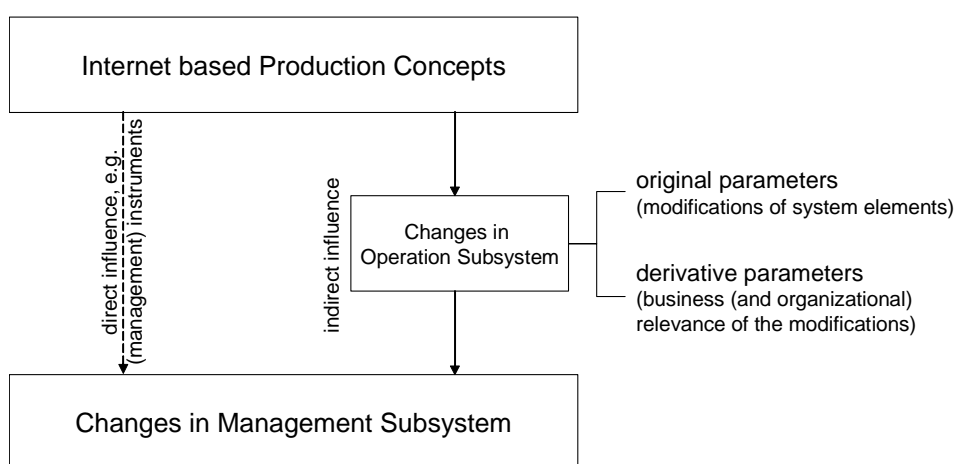 Internet based Production Concepts
direct influence, e.g.
(management) instruments
indirect influence
Changes in
Operation Subsystem
original parameters
(modifications of system elements)
derivative parameters
(business (and organizational)
relevance of the modifications)
Changes in Management Subsystem